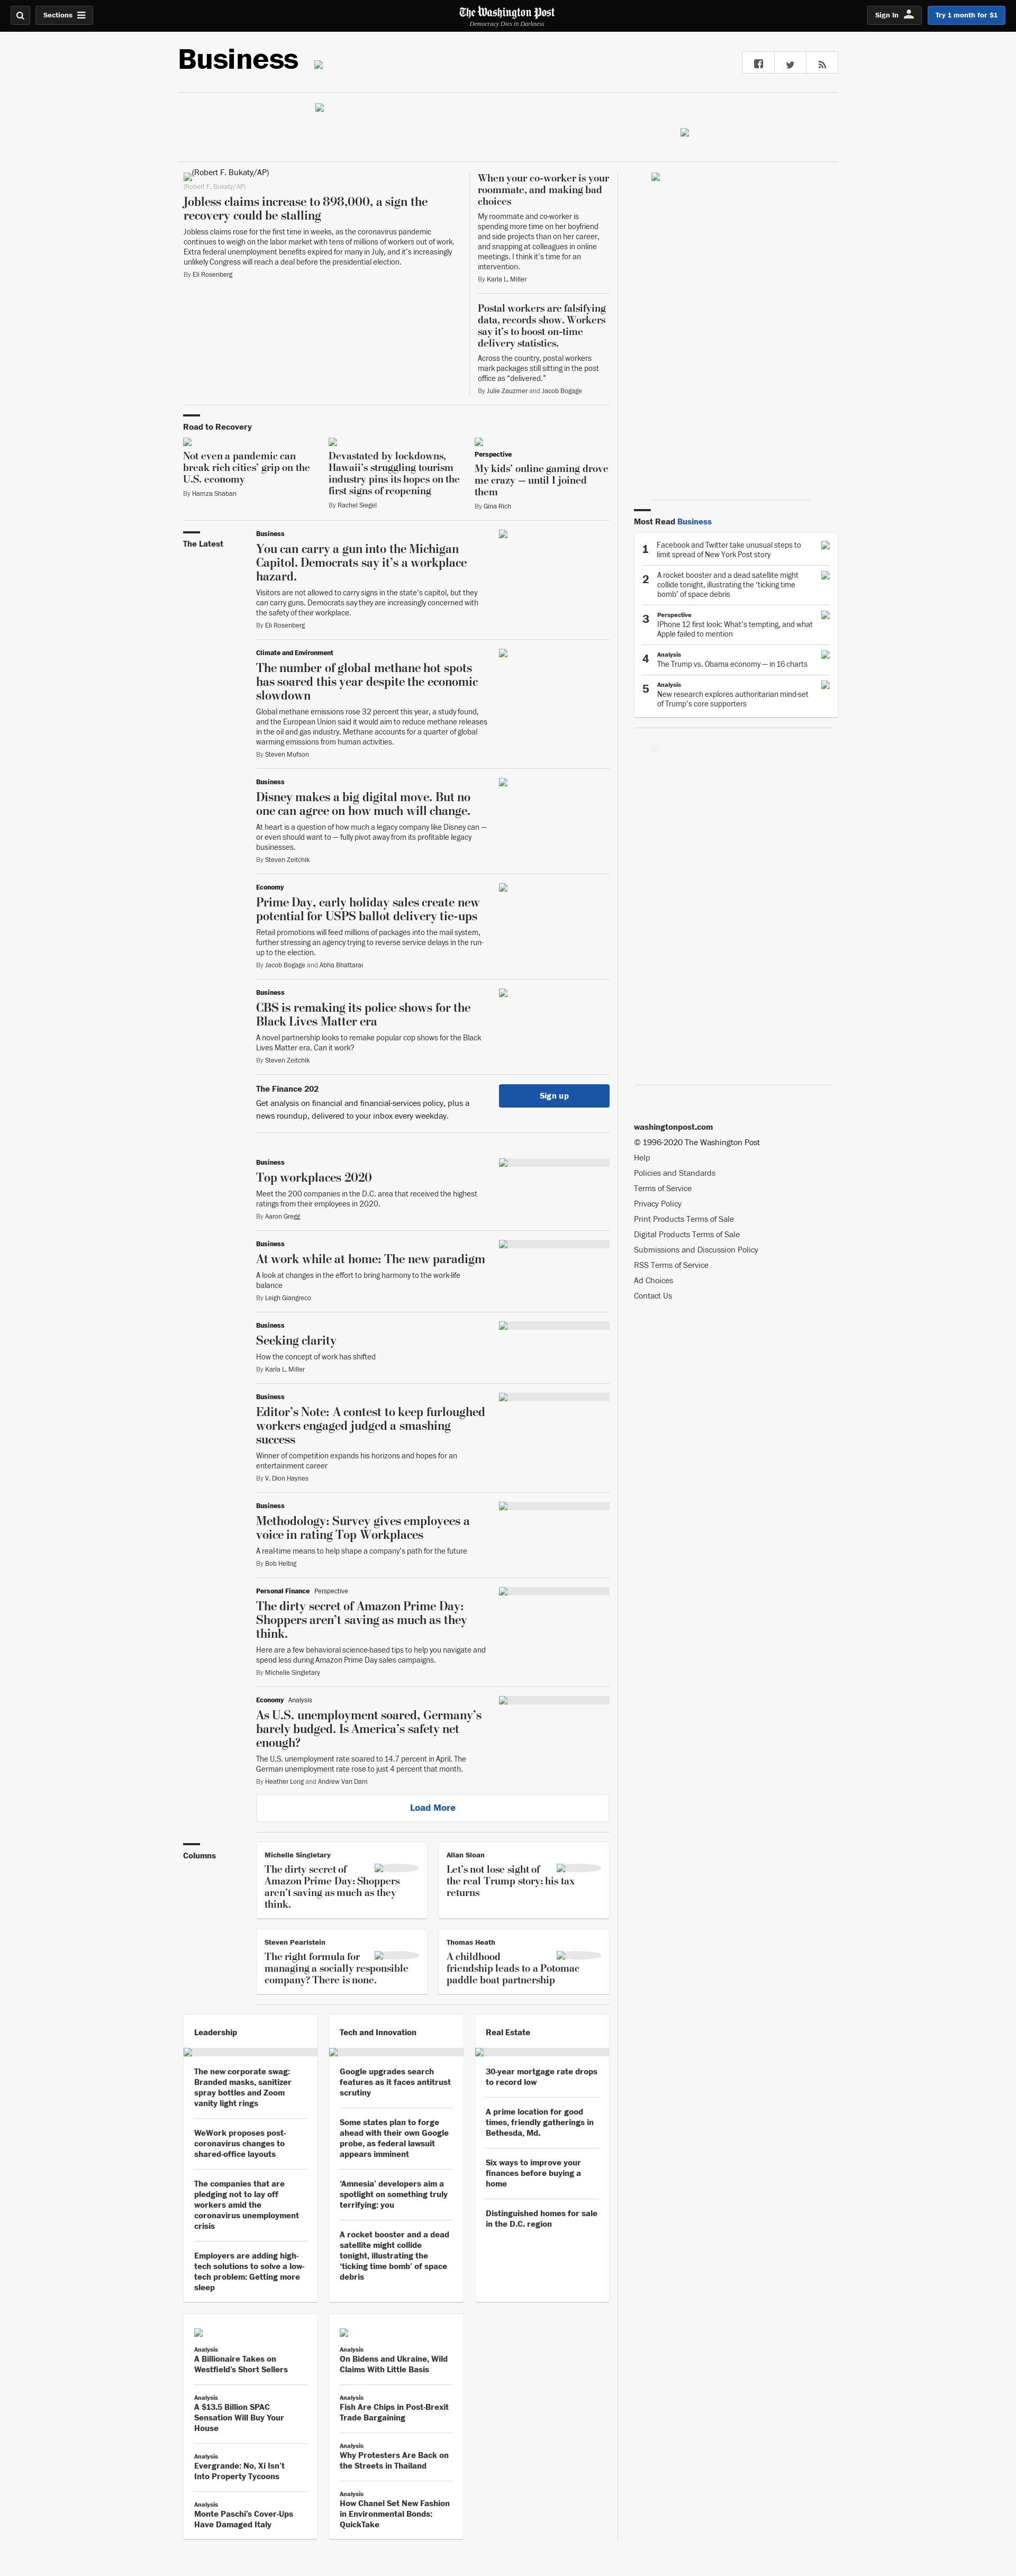 Sections
The Washington Post
Democracy Dies in Darkness
Sign In
Try 1 month for $1
Business
(Robert F. Bukaty/AP)
(Robert F. Bukaty/AP)
Jobless claims increase to 898,000, a sign the
recovery could be stalling
Jobless claims rose for the first time in weeks, as the coronavirus pandemic
continues to weigh on the labor market with tens of millions of workers out of work.
Extra federal unemployment benefits expired for many in July, and it's increasingly
unlikely Congress will reach a deal before the presidential election.
By Eli Rosenberg
When your co-worker is your
roommate, and making bad
choices
My roommate and co-worker is
spending more time on her boyfriend
and side projects than on her career,
and snapping at colleagues in online
meetings. I think it's time for an
intervention.
By Karla L. Miller
Postal workers are falsifying
data, records show. Workers
say it's to boost on-time
delivery statistics.
Across the country, postal workers
mark packages still sitting in the post
office as "delivered."
By Julie Zauzmer and Jacob Bogage
Road to Recovery
Not even a pandemic can
break rich cities' grip on the
U.S. economy
By Hamza Shaban
Devastated by lockdowns,
Hawaii's struggling tourism
industry pins its hopes on the
first signs of reopening
By Rachel Siegel
Perspective
My kids' online gaming drove
me crazy — until I joined
them
By Gina Rich
The Latest
Business
You can carry a gun into the Michigan
Capitol. Democrats say it's a workplace
hazard.
Visitors are not allowed to carry signs in the state's capitol, but they
can carry guns. Democrats say they are increasingly concerned with
the safety of their workplace.
By Eli Rosenberg
Climate and Environment
The number of global methane hot spots
has soared this year despite the economic
slowdown
Global methane emissions rose 32 percent this year, a study found,
and the European Union said it would aim to reduce methane releases
in the oil and gas industry. Methane accounts for a quarter of global
warming emissions from human activities.
By Steven Mufson
Business
Disney makes a big digital move. But no
one can agree on how much will change.
At heart is a question of how much a legacy company like Disney can —
or even should want to — fully pivot away from its profitable legacy
businesses.
By Steven Zeitchik
Economy
Prime Day, early holiday sales create new
potential for USPS ballot delivery tie-ups
Retail promotions will feed millions of packages into the mail system,
further stressing an agency trying to reverse service delays in the run-
up to the election.
By Jacob Bogage and Abha Bhattarai
Business
CBS is remaking its police shows for the
Black Lives Matter era
A novel partnership looks to remake popular cop shows for the Black
Lives Matter era. Can it work?
By Steven Zeitchik
The Finance 202
Get analysis on financial and financial-services policy, plus a
news roundup, delivered to your inbox every weekday.
Sign up
Business
Top workplaces 2020
Meet the 200 companies in the D.C. area that received the highest
ratings from their employees in 2020.
By Aaron Gregg
Business
At work while at home: The new paradigm
A look at changes in the effort to bring harmony to the work-life
balance
By Leigh Giangreco
Business
Seeking clarity
How the concept of work has shifted
By Karla L. Miller
Business
Editor's Note: A contest to keep furloughed
workers engaged judged a smashing
success
Winner of competition expands his horizons and hopes for an
entertainment career
By V. Dion Haynes
Business
Methodology: Survey gives employees a
voice in rating Top Workplaces
A real-time means to help shape a company's path for the future
By Bob Helbig
Personal Finance Perspective
The dirty secret of Amazon Prime Day:
Shoppers aren't saving as much as they
think.
Here are a few behavioral science-based tips to help you navigate and
spend less during Amazon Prime Day sales campaigns.
By Michelle Singletary
Economy Analysis
As U.S. unemployment soared, Germany's
barely budged. Is America's safety net
enough?
The U.S. unemployment rate soared to 14.7 percent in April. The
German unemployment rate rose to just 4 percent that month.
By Heather Long and Andrew Van Dam
Load More
Most Read Business
1
Facebook and Twitter take unusual steps to
limit spread of New York Post story
2
A rocket booster and a dead satellite might
collide tonight, illustrating the 'ticking time
bomb' of space debris
3
Perspective
IPhone 12 first look: What's tempting, and what
Apple failed to mention
4
Analysis
The Trump vs. Obama economy — in 16 charts
5
Analysis
New research explores authoritarian mind-set
of Trump's core supporters
washingtonpost.com
© 1996-2020 The Washington Post
Help
Policies and Standards
Terms of Service
Privacy Policy
Print Products Terms of Sale
Digital Products Terms of Sale
Submissions and Discussion Policy
RSS Terms of Service
Ad Choices
Contact Us
Columns
Michelle Singletary
The dirty secret of
Amazon Prime Day: Shoppers
aren't saving as much as they
think.
Allan Sloan
Let's not lose sight of
the real Trump story: his tax
returns
Steven Pearlstein
The right formula for
managing a socially responsible
company? There is none.
Thomas Heath
A childhood
friendship leads to a Potomac
paddle boat partnership
Leadership
The new corporate swag:
Branded masks, sanitizer
spray bottles and Zoom
vanity light rings
WeWork proposes post-
coronavirus changes to
shared-office layouts
The companies that are
pledging not to lay off
workers amid the
coronavirus unemployment
crisis
Employers are adding high-
tech solutions to solve a low-
tech problem: Getting more
sleep
Tech and Innovation
Google upgrades search
features as it faces antitrust
scrutiny
Some states plan to forge
ahead with their own Google
probe, as federal lawsuit
appears imminent
'Amnesia' developers aim a
spotlight on something truly
terrifying: you
A rocket booster and a dead
satellite might collide
tonight, illustrating the
'ticking time bomb' of space
debris
Real Estate
30-year mortgage rate drops
to record low
A prime location for good
times, friendly gatherings in
Bethesda, Md.
Six ways to improve your
finances before buying a
home
Distinguished homes for sale
in the D.C. region
Analysis
A Billionaire Takes on
Westfield's Short Sellers
Analysis
A $13.5 Billion SPAC
Sensation Will Buy Your
House
Analysis
Evergrande: No, Xi Isn't
Into Property Tycoons
Analysis
Monte Paschi's Cover-Ups
Have Damaged Italy
Analysis
On Bidens and Ukraine, Wild
Claims With Little Basis
Analysis
Fish Are Chips in Post-Brexit
Trade Bargaining
Analysis
Why Protesters Are Back on
the Streets in Thailand
Analysis
How Chanel Set New Fashion
in Environmental Bonds:
QuickTake